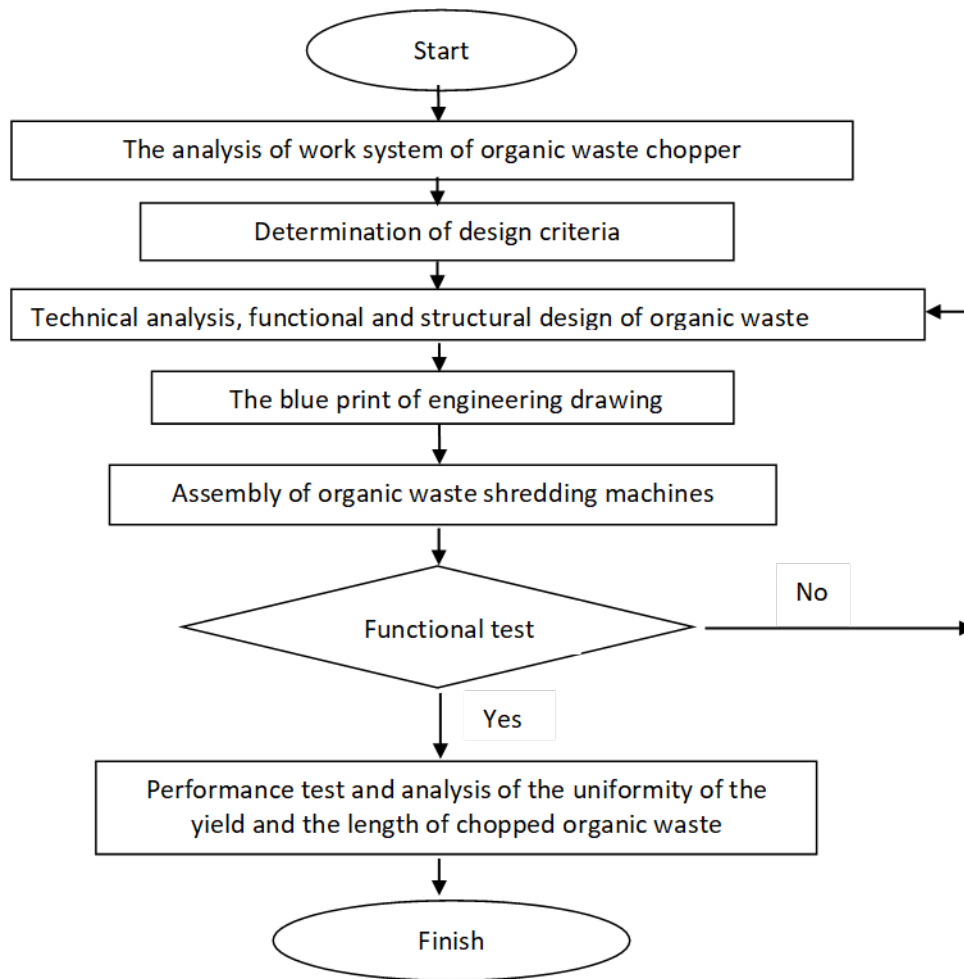 Start
The analysis of work system of organic waste chopper
Determination of design criteria
Technical analysis, functional and structural design of organic waste
The blue print of engineering drawing
Assembly of organic waste shredding machines
No
Functional test
Yes
Performance test and analysis of the uniformity of the
yield and the length of chopped organic waste
Finish